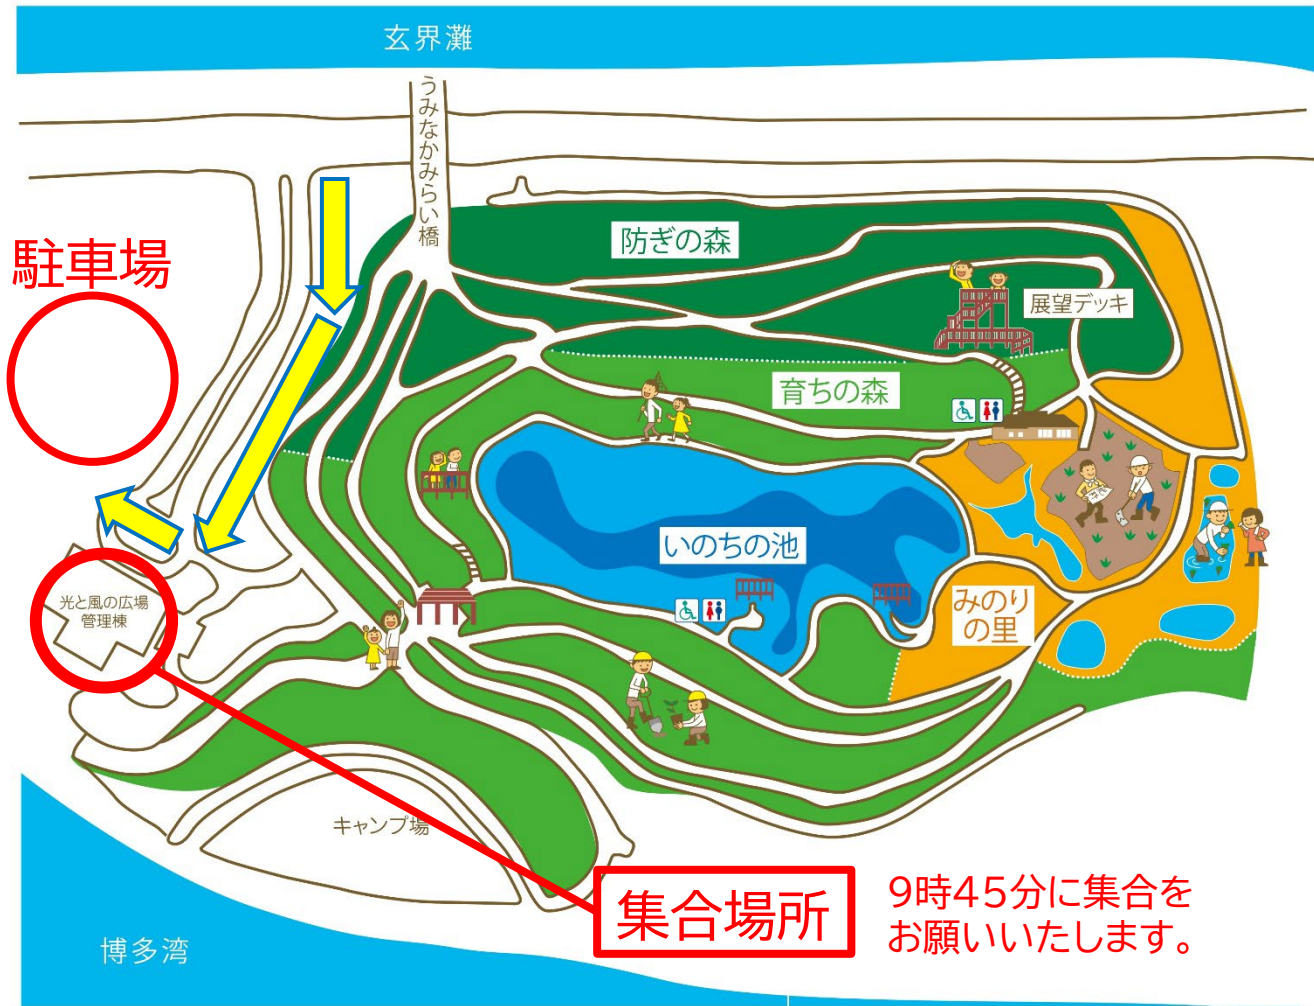 玄界灘
うみなかみらい橋
防ぎの森
駐車場
展望デッキ
育ちの森
いのちの池
光と風の広場
管理棟
みのり
の里
キャンプ場
集合場所
9時45分に集合を
お願いいたします。
博多湾